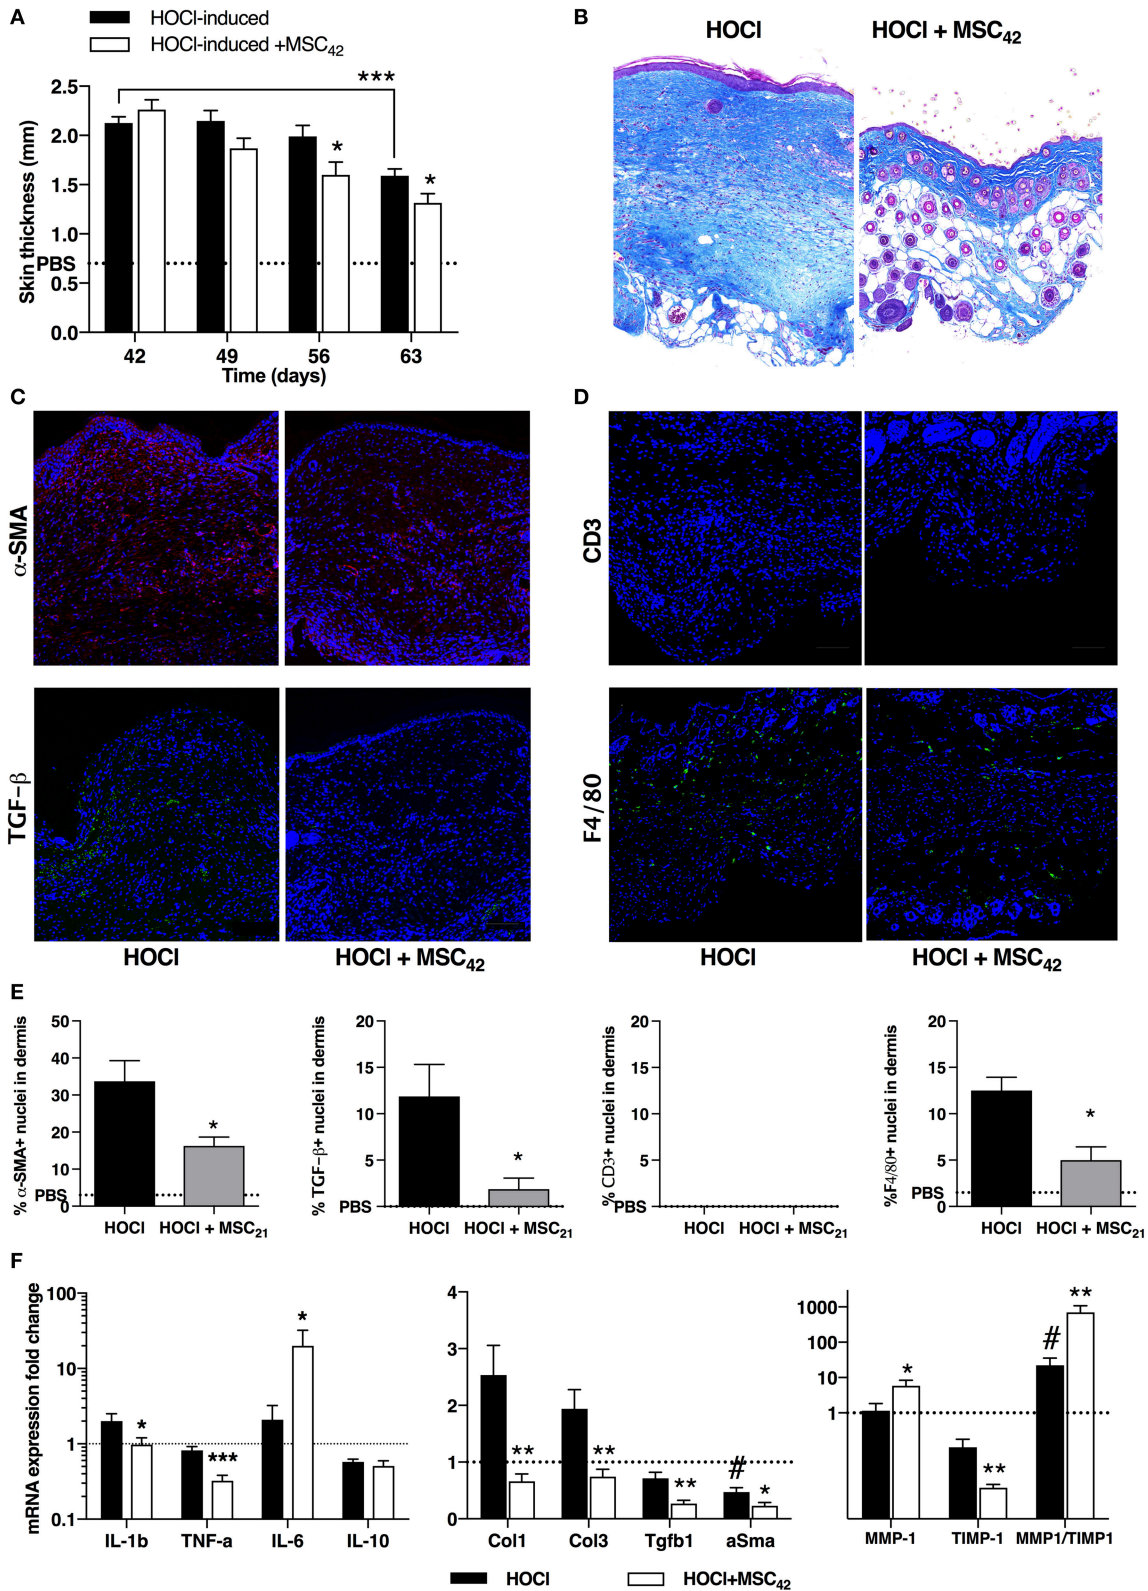 A
HOCl-induced
HOCl-induced +MSC42
***
Skin thickness (mm)
2.5
2.0
1.5
1.0
PBS
0.5
0.0
*
*
42 49 56 63
Time (days)
B
HOCl HOCl + MSC42
C
α-SMA
TGF-β
HOCl HOCl + MSC42
D
CD3
F4/80
HOCl HOCl + MSC42
E
% α-SMA+ nuclei in dermis
50
40
30
20
10
PBS
0
*
HOCl HOCl + MSC21
% TGF-β+ nuclei in dermis
20
15
10
5
PBS
0
*
HOCl HOCl + MSC21
% CD3+ nuclei in dermis
20
15
10
5
PBS
0
HOCl HOCl + MSC21
%F4/80+ nuclei in dermis
20
15
10
5
PBS
0
*
HOCl HOCl + MSC21
F
mRNA expression fold change
100
10
1
0.1
* *** *
IL-1b TNF-a IL-6 IL-10
4
3
2
1
0
** ** ** # *
Col1 Col3 Tgfb1 aSma
1000
100
10
1
* ** # **
MMP-1 TIMP-1 MMP1/TIMP1
HOCl HOCl+MSC42